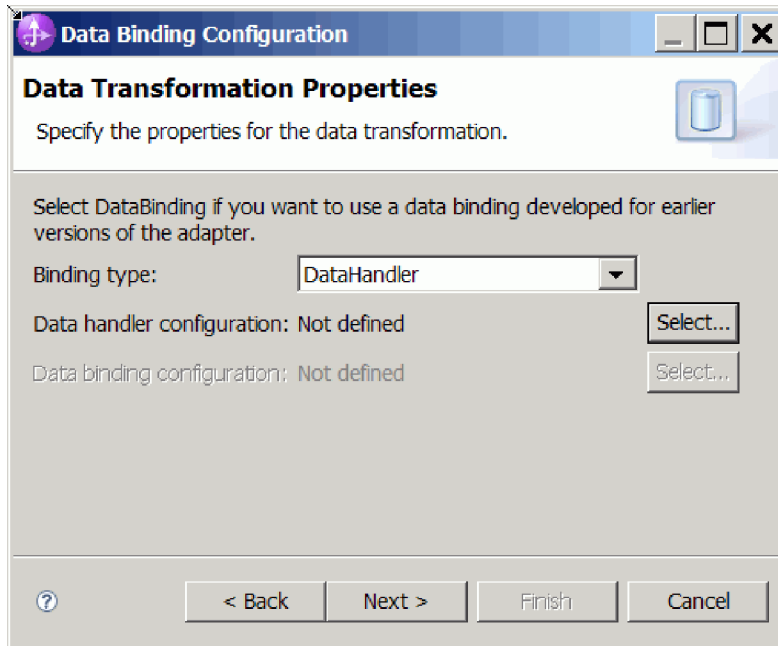 Data Binding Configuration
Data Transformation Properties
Specify the properties for the data transformation.
Select DataBinding if you want to use a data binding developed for earlier
versions of the adapter.
Binding type: DataHandler
Data handler configuration: Not defined Select...
Data binding configuration: Not defined Select...
? < Back Next > Finish Cancel